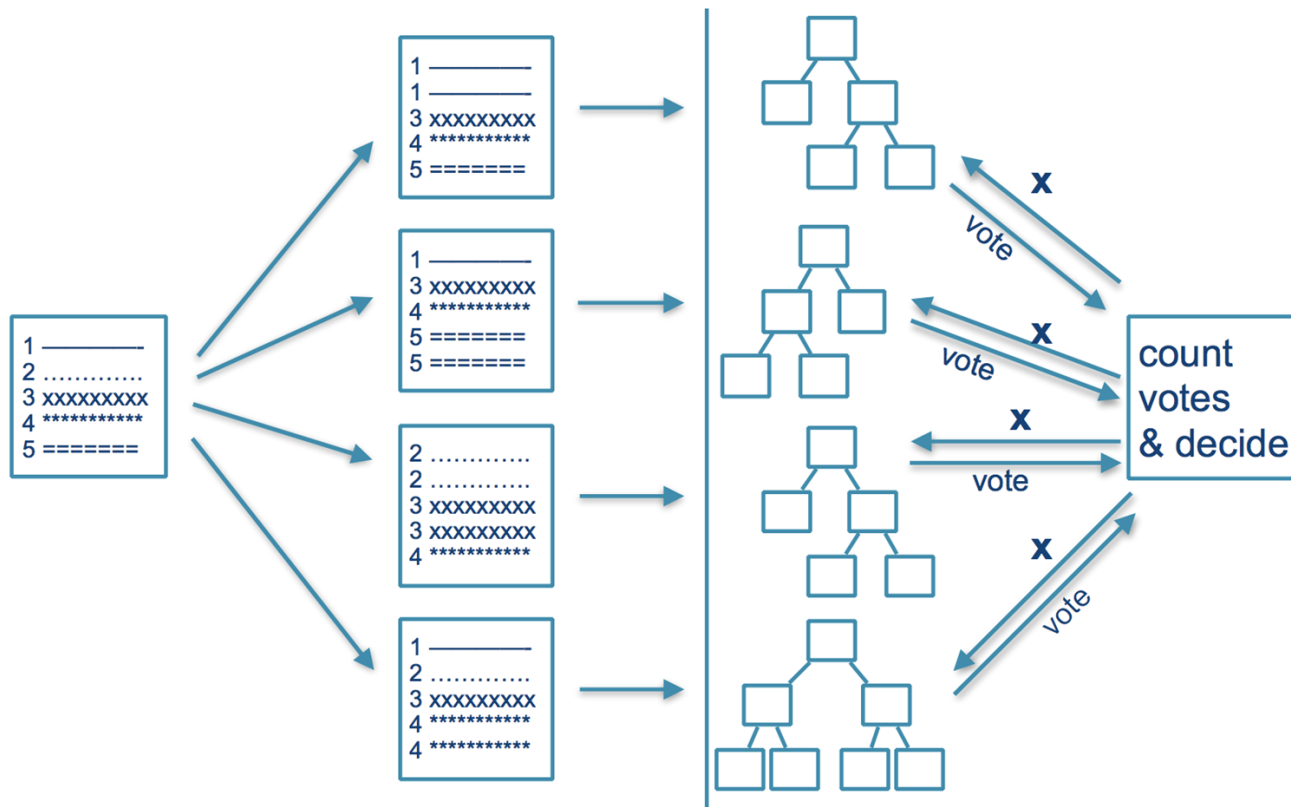 1 ——————-
1 ——————-
3 xxxxxxxxx
4 ***********
5 =======
1 ——————-
3 xxxxxxxxx
4 ***********
5 =======
5 =======
1 ——————-
2 .............
3 xxxxxxxxx
4 ***********
5 =======
2 .............
2 .............
3 xxxxxxxxx
3 xxxxxxxxx
4 ***********
1 ——————-
2 .............
3 xxxxxxxxx
4 ***********
4 ***********
x
vote
x
vote
x
vote
x
vote
count
votes
& decide